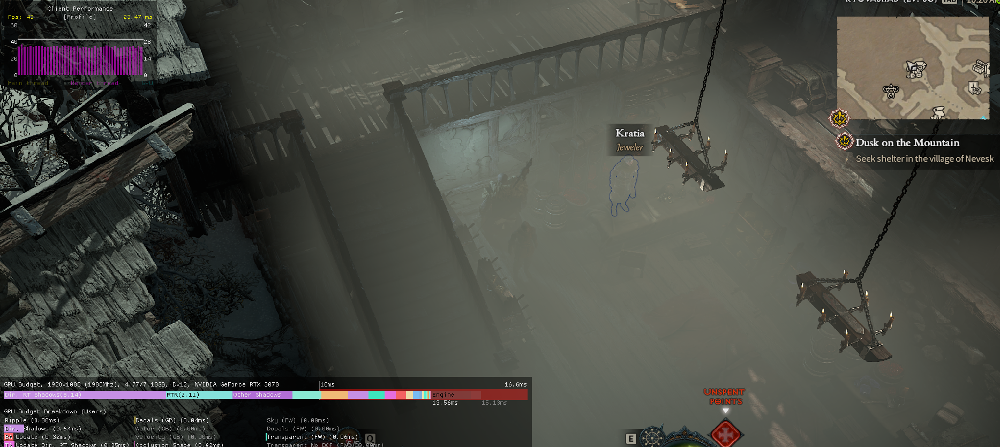 Client Performance
Fps: 40
[Profile]
20.47 ms
60
42
40
28
20
14
0
0
Main thread
Render thread
GPU
TAB
Dusk on the Mountain
Seek shelter in the village of Nevesk
Kratia
Jeweler
GPU Budget, 1920x1080 (1980Mhz), 4.77/7.10GB, Dx12, NVIDIA GeForce RTX 3070
10ms
16.6ms
Dir. RT Shadows(5.14)
RTR(2.11)
Other Shadows
Engine
13.56ms
15.13ms
GPU Budget Breakdown (Users)
Ripple (0.00ms)
Decals (GB) (0.04ms)
Sky (FW) (0.00ms)
Dir. Shadows (0.64ms)
Water (GB) (0.00ms)
Decals (FW) (0.00ms)
BA Update (0.32ms)
Velocity (GB) (0.00ms)
Transparent (FW) (0.06ms)
TA Update Dir. RT Shadows (0.35ms)
Occlusion Shape (0.02ms)
Transparent No DOF (FW) (0.00ms)
Q
UNSPENT
POINTS
E